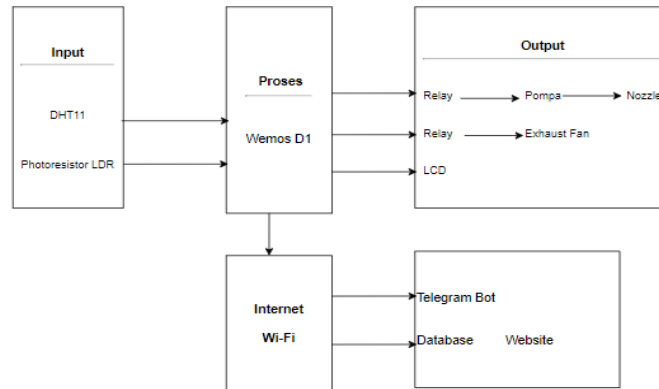 Input
DHT11
Photoresistor LDR
Proses
Wemos D1
Output
Relay Pompa Nozzle
Relay Exhaust Fan
LCD
Internet
Wi-Fi
Telegram Bot
Database Website